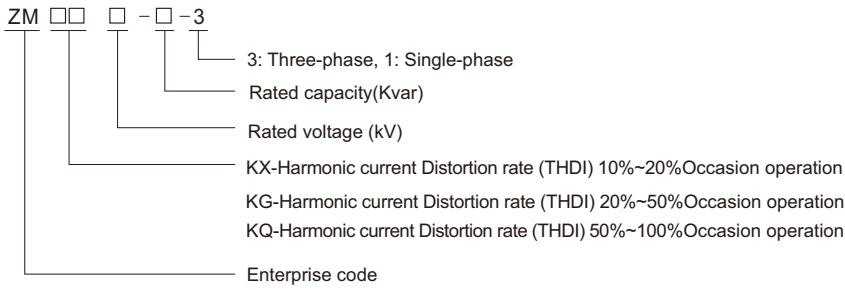 ZM □□ □ - □ - 3
3: Three-phase, 1: Single-phase
Rated capacity(Kvar)
Rated voltage (kV)
KX-Harmonic current Distortion rate (THDI) 10%~20%Occasion operation
KG-Harmonic current Distortion rate (THDI) 20%~50%Occasion operation
KQ-Harmonic current Distortion rate (THDI) 50%~100%Occasion operation
Enterprise code